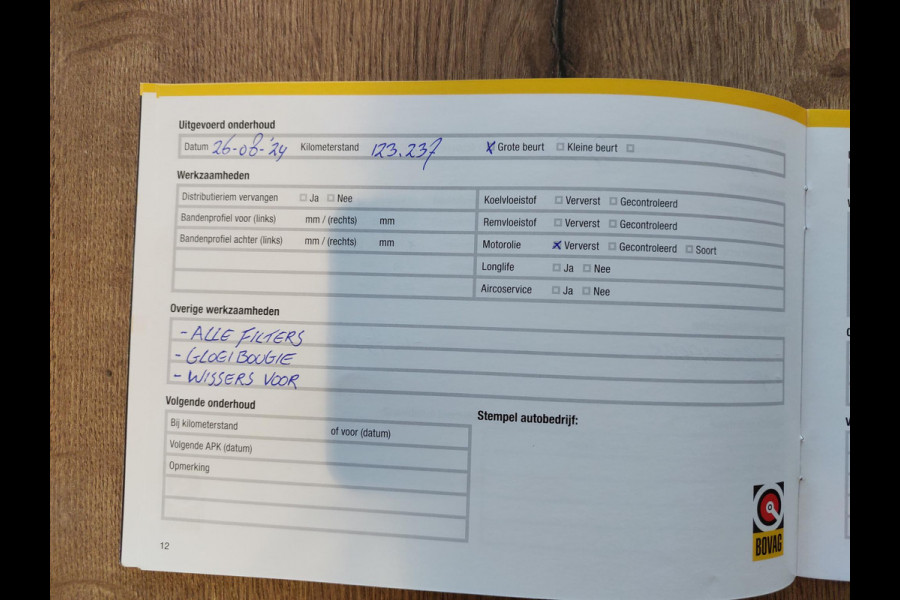 Uitgevoerd onderhoud
Datum 26-08-'24 Kilometerstand 123.237 Grote beurt Kleine beurt
Werkzaamheden
Distributieriem vervangen Ja Nee
Bandenprofiel voor (links) mm / (rechts) mm
Bandenprofiel achter (links) mm / (rechts) mm
Koelvloeistof Ververst Gecontroleerd
Remvloeistof Ververst Gecontroleerd
Motorolie Ververst Gecontroleerd Soort
Longlife Ja Nee
Aircoservice Ja Nee
Overige werkzaamheden
- ALLE FILTERS
- GLOEIBOUGIE
- WISSERS VOOR
Volgende onderhoud
Bij kilometerstand of voor (datum)
Volgende APK (datum)
Opmerking
Stempel autobedrijf:
BOVAG
12